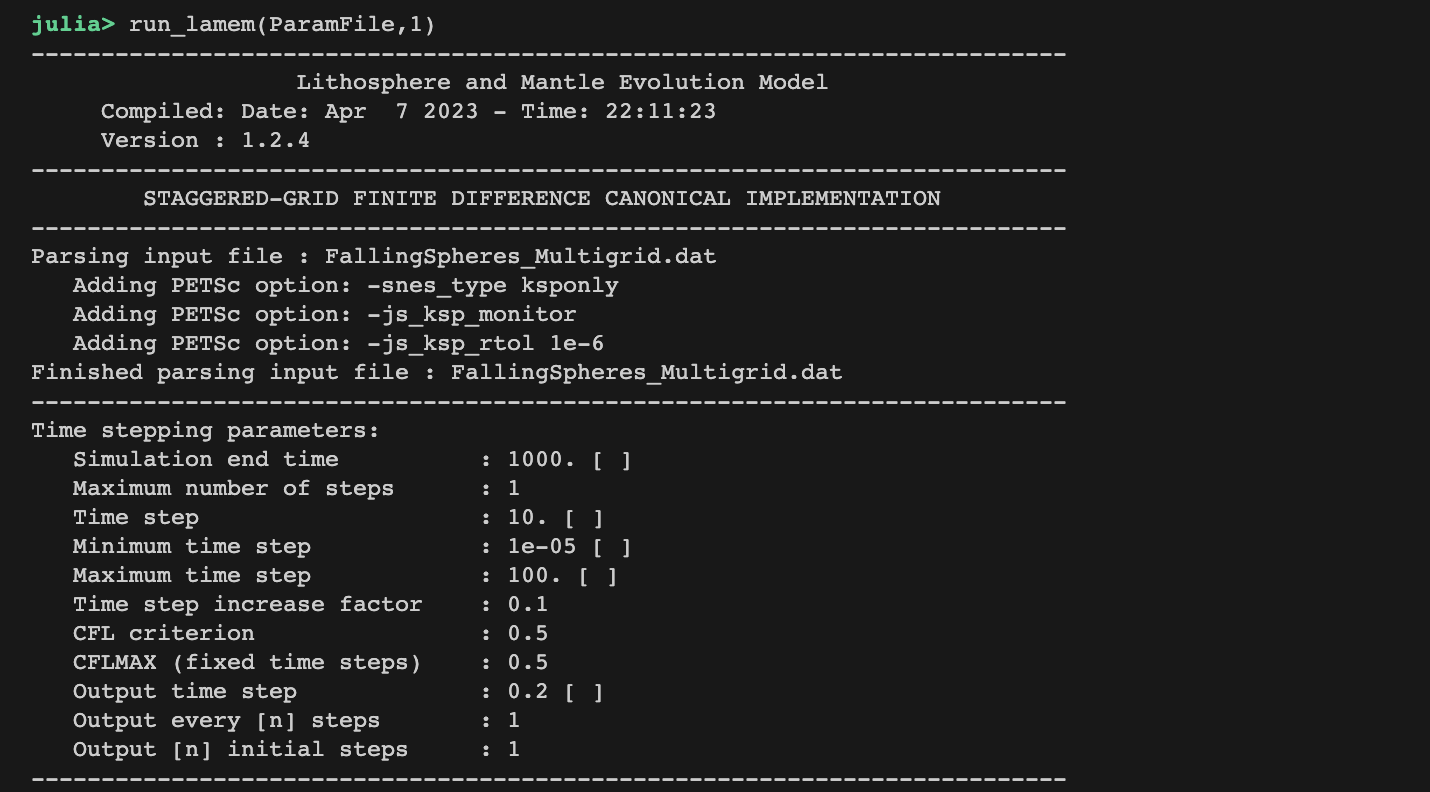 julia> run_lamem(ParamFile,1)
--------------------------------------------------------------------------
                   Lithosphere and Mantle Evolution Model
     Compiled: Date: Apr  7 2023 - Time: 22:11:23
     Version : 1.2.4
--------------------------------------------------------------------------
        STAGGERED-GRID FINITE DIFFERENCE CANONICAL IMPLEMENTATION
--------------------------------------------------------------------------
Parsing input file : FallingSpheres_Multigrid.dat
   Adding PETSc option: -snes_type ksponly
   Adding PETSc option: -js_ksp_monitor
   Adding PETSc option: -js_ksp_rtol 1e-6
Finished parsing input file : FallingSpheres_Multigrid.dat
--------------------------------------------------------------------------
Time stepping parameters:
   Simulation end time          : 1000. [ ]
   Maximum number of steps      : 1
   Time step                    : 10. [ ]
   Minimum time step            : 1e-05 [ ]
   Maximum time step            : 100. [ ]
   Time step increase factor    : 0.1
   CFL criterion                : 0.5
   CFLMAX (fixed time steps)    : 0.5
   Output time step             : 0.2 [ ]
   Output every [n] steps       : 1
   Output [n] initial steps     : 1
--------------------------------------------------------------------------